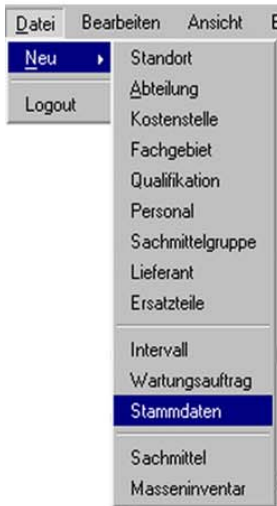 Datei Bearbeiten Ansicht
Neu
Logout
Standort
Abteilung
Kostenstelle
Fachgebiet
Qualifikation
Personal
Sachmittelgruppe
Lieferant
Ersatzteile
Intervall
Wartungsauftrag
Stammdaten
Sachmittel
Masseninventar